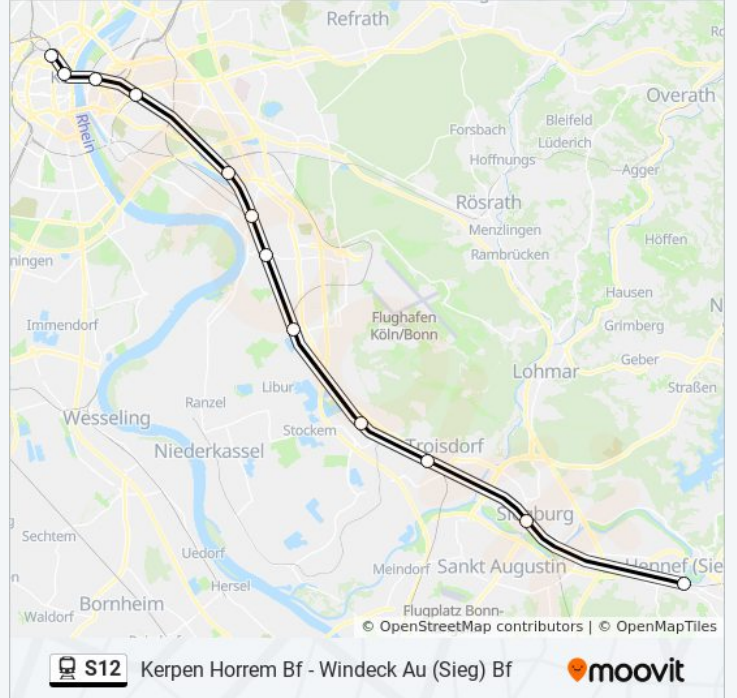 Refrath
Overath
Bleifeld
Forsbach
Lüderich
Hoffnungs
Rhein
Agger
Rösrath
Menzlingen
Höffen
Rambrücken
ningen
Hausen
Flughafen
Köln/Bonn
Immendorf
Grimberg
Geber
Lohmar
Libur
Straßen
Ranzel
Wesseling
Stockem
Troisdorf
Niederkassel
Siegburg
Sechtem
Uedorf
Meindorf
Sankt Augustin
Hennef (Sie
Hersel
Bornheim
Waldorf
Flugplatz Bonn-
© OpenStreetMap contributors | © OpenMapTiles
S12 Kerpen Horrem Bf - Windeck Au (Sieg) Bf
moovit